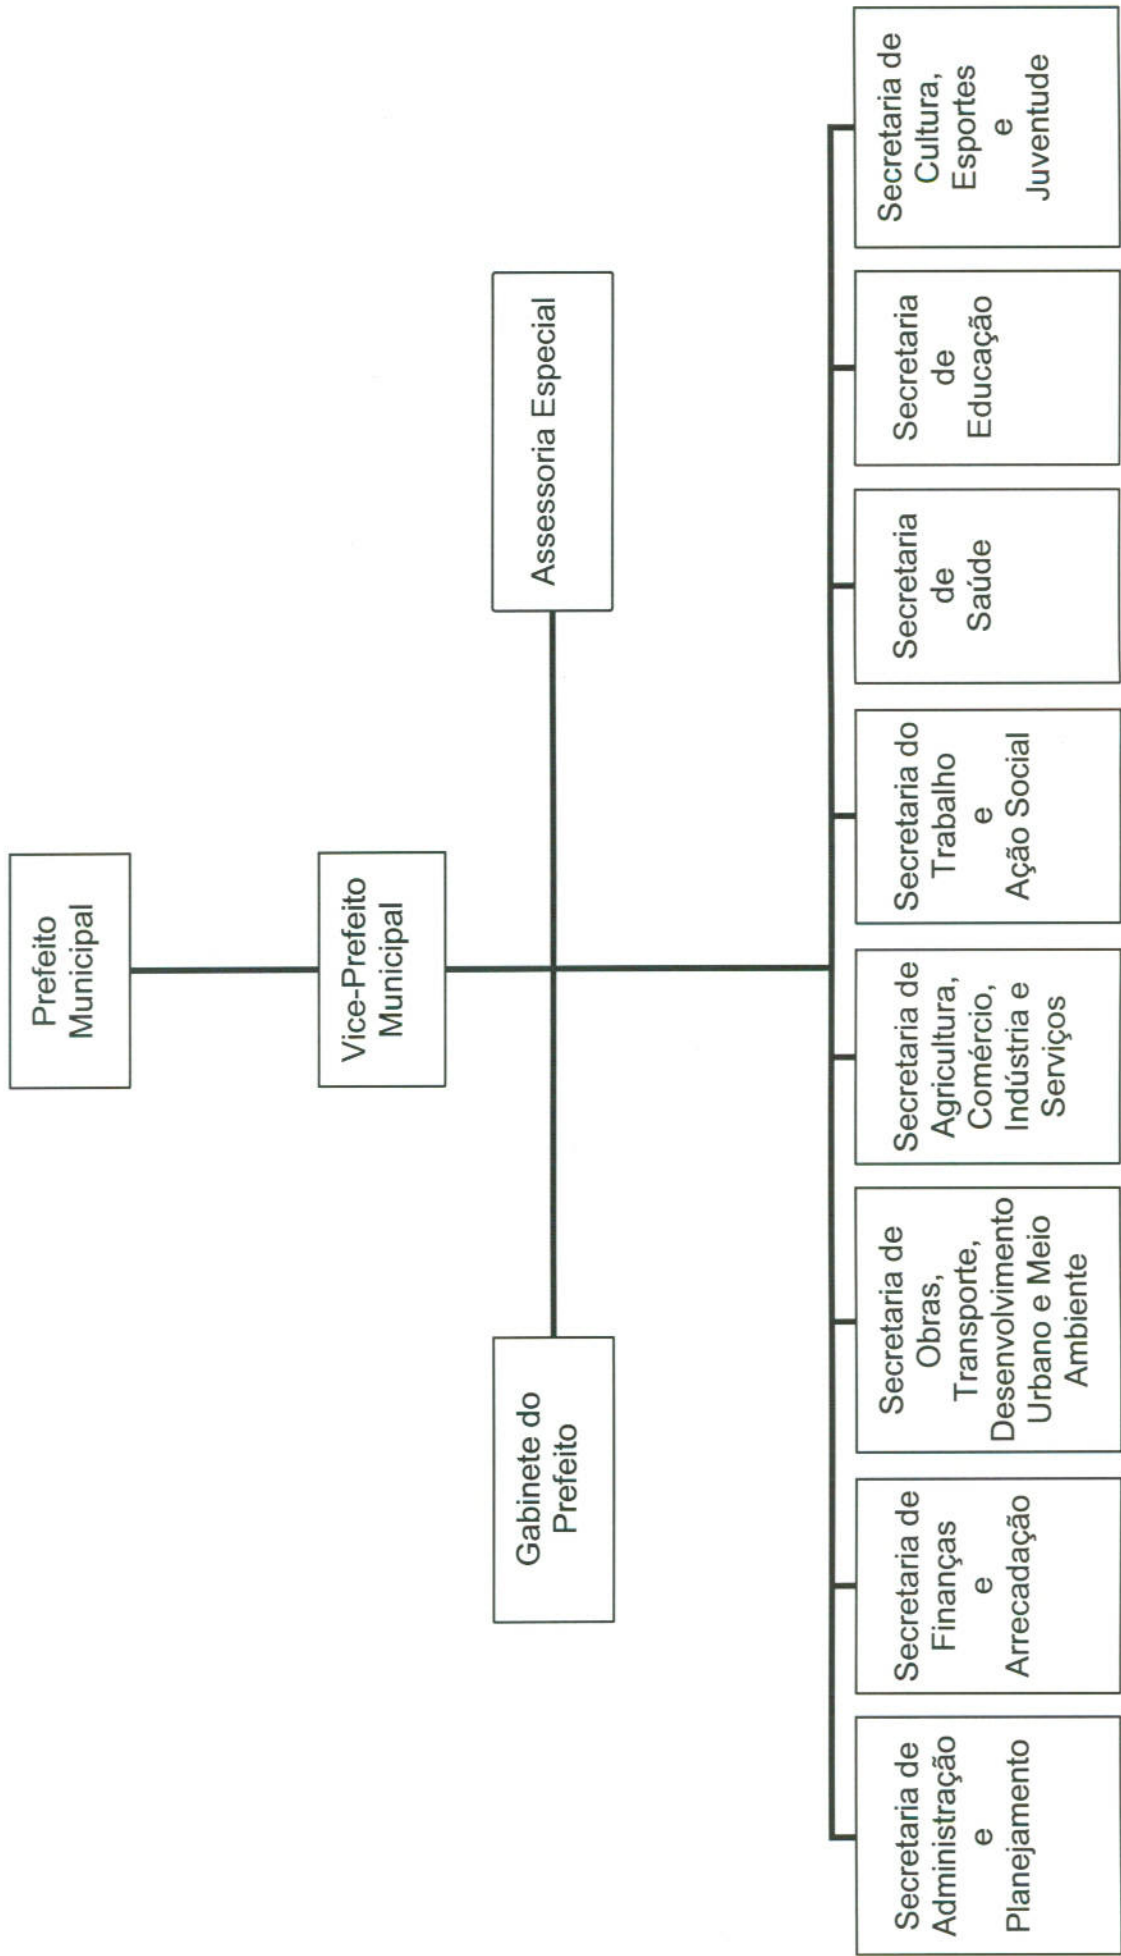 Prefeito
Municipal
Vice-Prefeito
Municipal
Gabinete do
Prefeito
Assessoria Especial
Secretaria de
Administração
e
Planejamento
Secretaria de
Finanças
e
Arrecadação
Secretaria de
Obras,
Transporte,
Desenvolvimento
Urbano e Meio
Ambiente
Secretaria de
Agricultura,
Comércio,
Indústria e
Serviços
Secretaria do
Trabalho
e
Ação Social
Secretaria
de
Saúde
Secretaria
de
Educação
Secretaria de
Cultura,
Esportes
e
Juventude